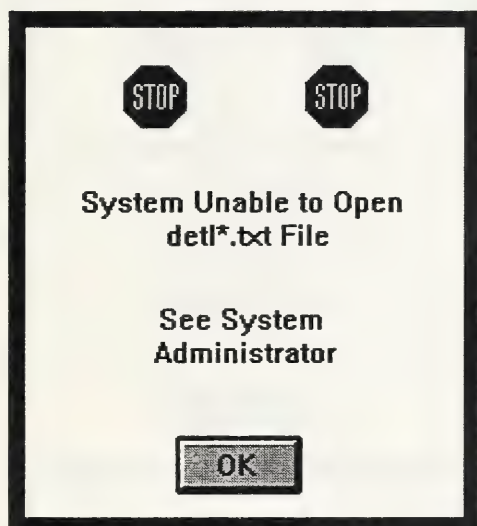 STOP STOP
System Unable to Open
detl*.txt File
See System
Administrator
OK